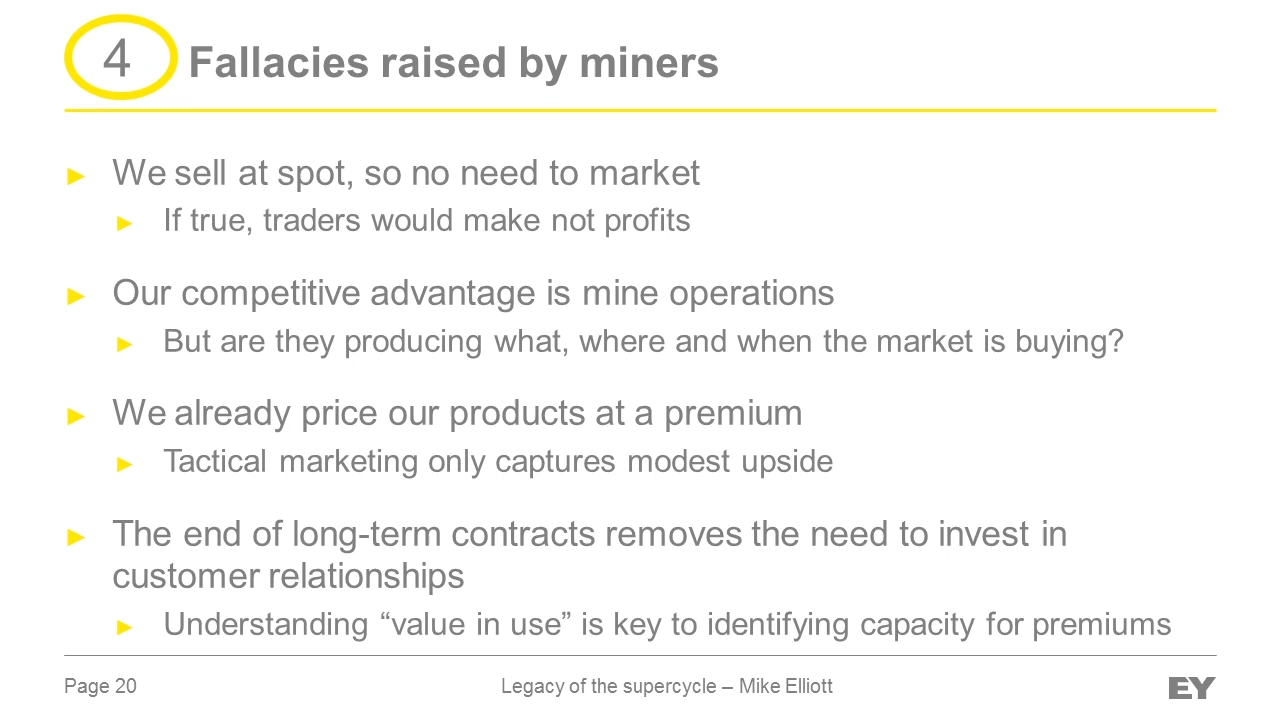 4
Fallacies raised by miners
► We sell at spot, so no need to market
► If true, traders would make not profits
► Our competitive advantage is mine operations
► But are they producing what, where and when the market is buying?
► We already price our products at a premium
► Tactical marketing only captures modest upside
► The end of long-term contracts removes the need to invest in
customer relationships
► Understanding “value in use” is key to identifying capacity for premiums
Page 20
Legacy of the supercycle – Mike Elliott
EY